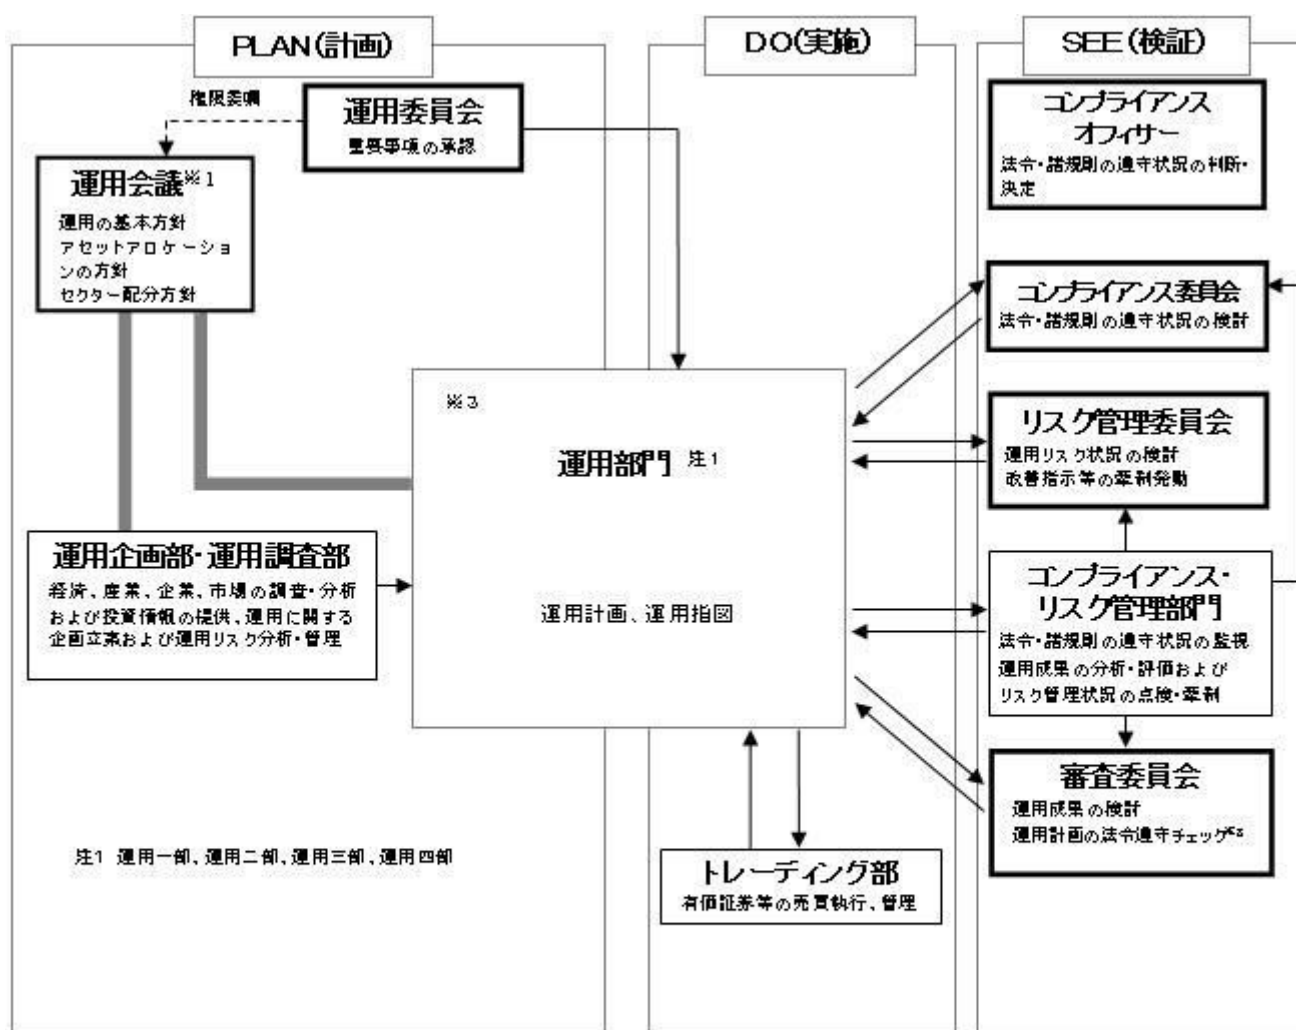 PLAN(計画)
権限委嘱
運用委員会
重要事項の承認
運用会議※1
運用の基本方針
アセットアロケーショ
ンの方針
セクター配分方針
運用企画部・運用調査部
経済、産業、企業、市場の調査・分析
および投資情報の提供、運用に関する
企画立案および運用リスク分析・管理
注1 運用一部、運用二部、運用三部、運用四部
DO(実施)
※3
運用部門 注1
運用計画、運用指図
トレーディング部
有価証券等の売買執行、管理
SEE(検証)
コンプライアンス
オフィサー
法令・諸規則の遵守状況の判断・
決定
コンプライアンス委員会
法令・諸規則の遵守状況の検討
リスク管理委員会
運用リスク状況の検討
改善指示等の牽制発動
コンプライアンス・
リスク管理部門
法令・諸規則の遵守状況の監視
運用成果の分析・評価および
リスク管理状況の点検・牽制
審査委員会
運用成果の検討
運用計画の法令遵守チェック